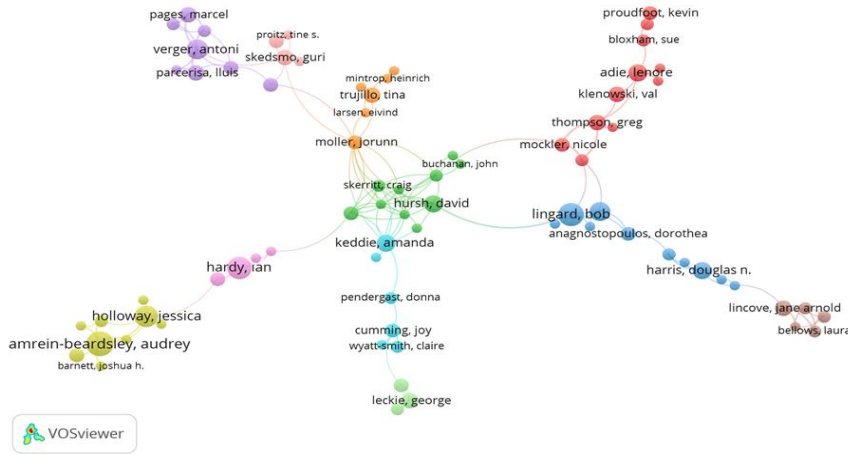 pages, marcel
proitz, tine s.
verger, antoni
skedsmo, guri
parcerisa, lluis
mintrop, heinrich
trujillo, tina
larsen, eivind
moller, jorunn
proudfoot, kevin
bloxham, sue
adie, lenore
klenowski, val
thompson, greg
mockler, nicole
buchanan, john
skerritt, craig
hursh, david
keddie, amanda
lingard, bob
anagnostopoulos, dorothea
harris, douglas n.
lincove, jane arnold
bellows, laura
hardy, ian
holloway, jessica
amrein-beardsley, audrey
barnett, joshua h.
pendergast, donna
cumming, joy
wyatt-smith, claire
leckie, george
VOSviewer